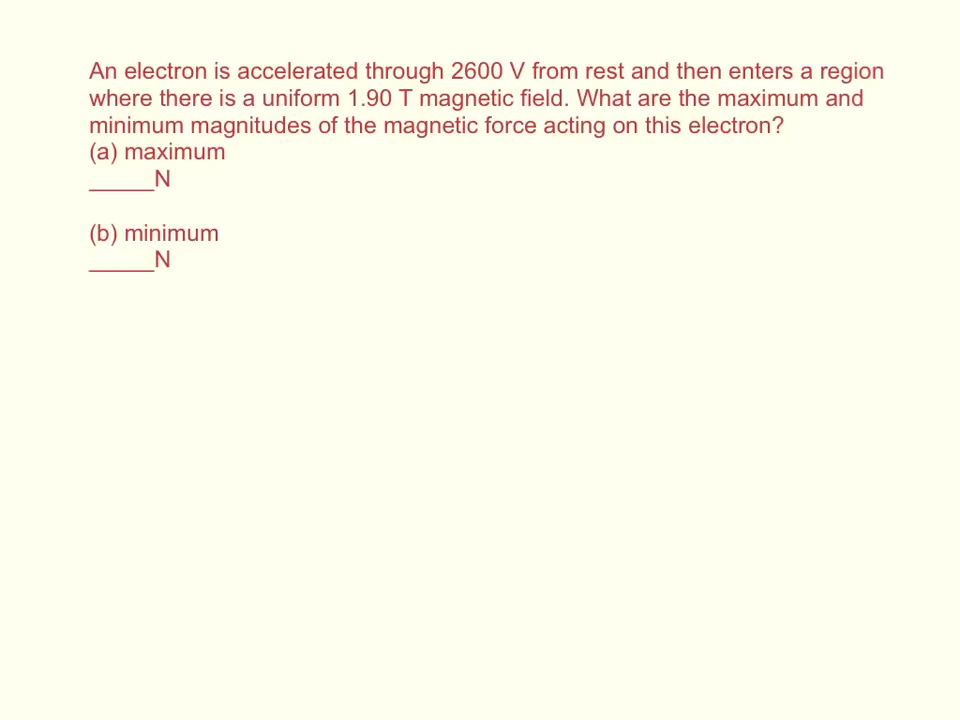 An electron is accelerated through 2600 V from rest and then enters a region
where there is a uniform 1.90 T magnetic field. What are the maximum and
minimum magnitudes of the magnetic force acting on this electron?
(a) maximum
_____N
(b) minimum
_____N